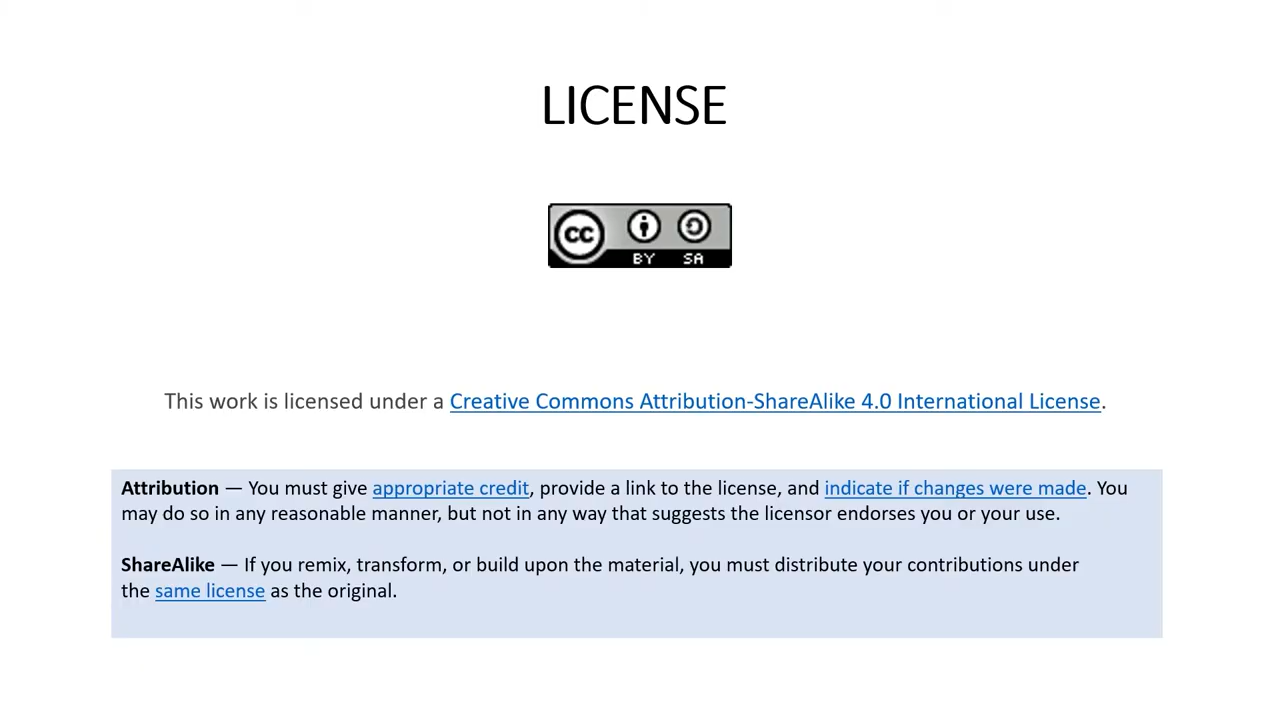 LICENSE
CC BY SA
This work is licensed under a Creative Commons Attribution-ShareAlike 4.0 International License.
Attribution — You must give appropriate credit, provide a link to the license, and indicate if changes were made. You
may do so in any reasonable manner, but not in any way that suggests the licensor endorses you or your use.
ShareAlike — If you remix, transform, or build upon the material, you must distribute your contributions under
the same license as the original.